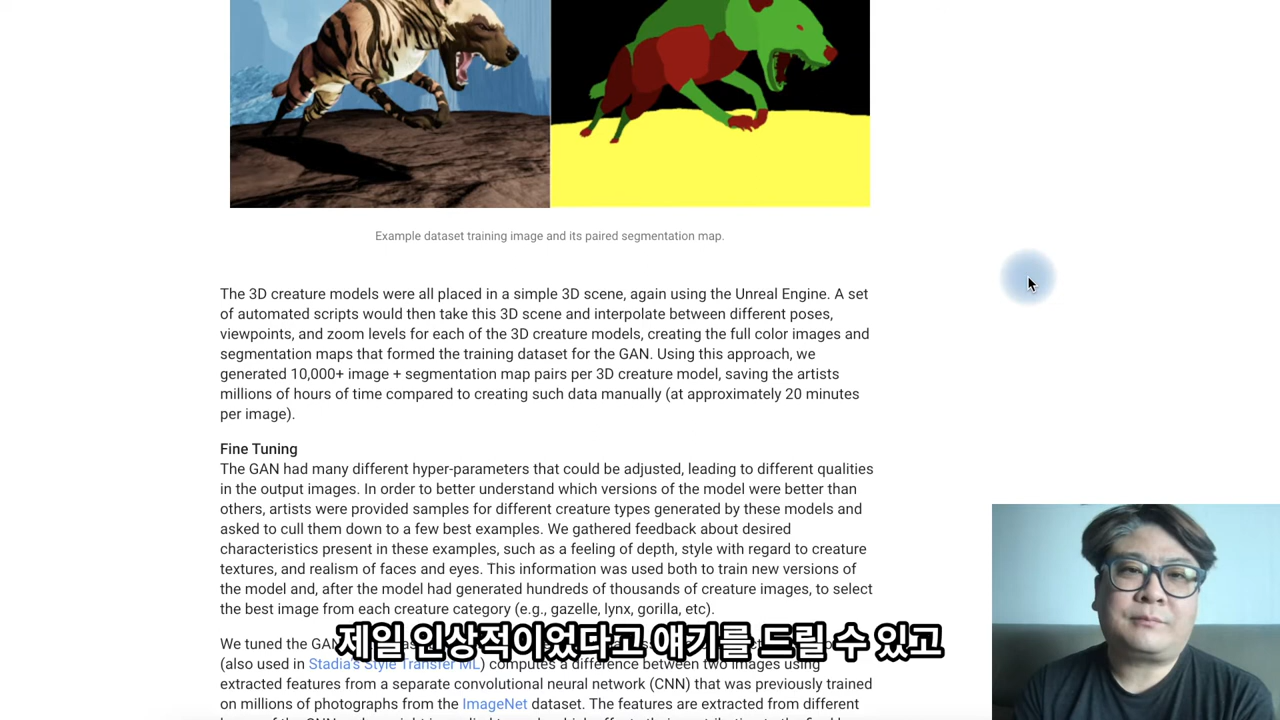 Example dataset training image and its paired segmentation map.
The 3D creature models were all placed in a simple 3D scene, again using the Unreal Engine. A set
of automated scripts would then take this 3D scene and interpolate between different poses,
viewpoints, and zoom levels for each of the 3D creature models, creating the full color images and
segmentation maps that formed the training dataset for the GAN. Using this approach, we
generated 10,000+ image + segmentation map pairs per 3D creature model, saving the artists
millions of hours of time compared to creating such data manually (at approximately 20 minutes
per image).
Fine Tuning
The GAN had many different hyper-parameters that could be adjusted, leading to different qualities
in the output images. In order to better understand which versions of the model were better than
others, artists were provided samples for different creature types generated by these models and
asked to cull them down to a few best examples. We gathered feedback about desired
characteristics present in these examples, such as a feeling of depth, style with regard to creature
textures, and realism of faces and eyes. This information was used both to train new versions of
the model and, after the model had generated hundreds of thousands of creature images, to select
the best image from each creature category (e.g., gazelle, lynx, gorilla, etc).
We tuned the GAN
제일 인상적이었다고 얘기를 드릴 수 있고
(also used in Stadia's Style Transfer ML) computes a difference between two images using
extracted features from a separate convolutional neural network (CNN) that was previously trained
on millions of photographs from the ImageNet dataset. The features are extracted from different